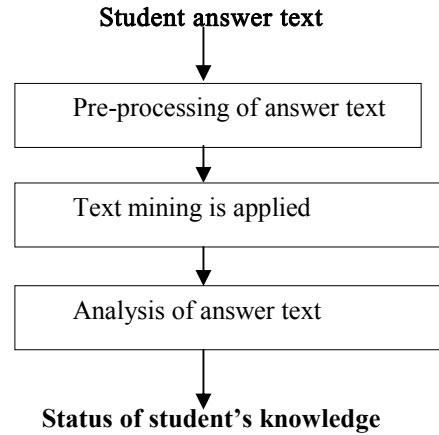 Student answer text
Pre-processing of answer text
Text mining is applied
Analysis of answer text
Status of student’s knowledge